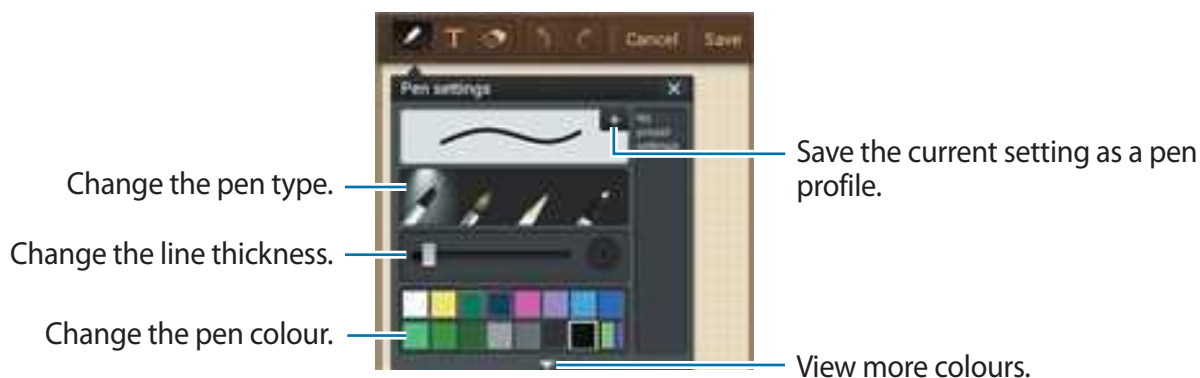 T
Cancel
Save
Pen settings
Save the current setting as a pen
profile.
Change the pen type.
Change the line thickness.
Change the pen colour.
View more colours.